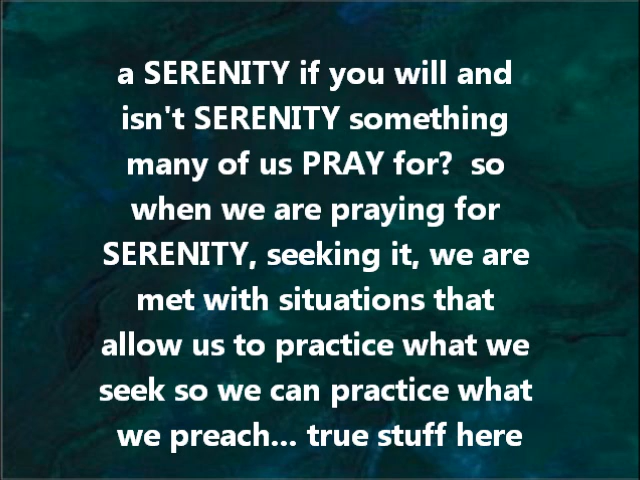 a SERENITY if you will and
isn't SERENITY something
many of us PRAY for?  so
when we are praying for
SERENITY, seeking it, we are
met with situations that
allow us to practice what we
seek so we can practice what
we preach... true stuff here